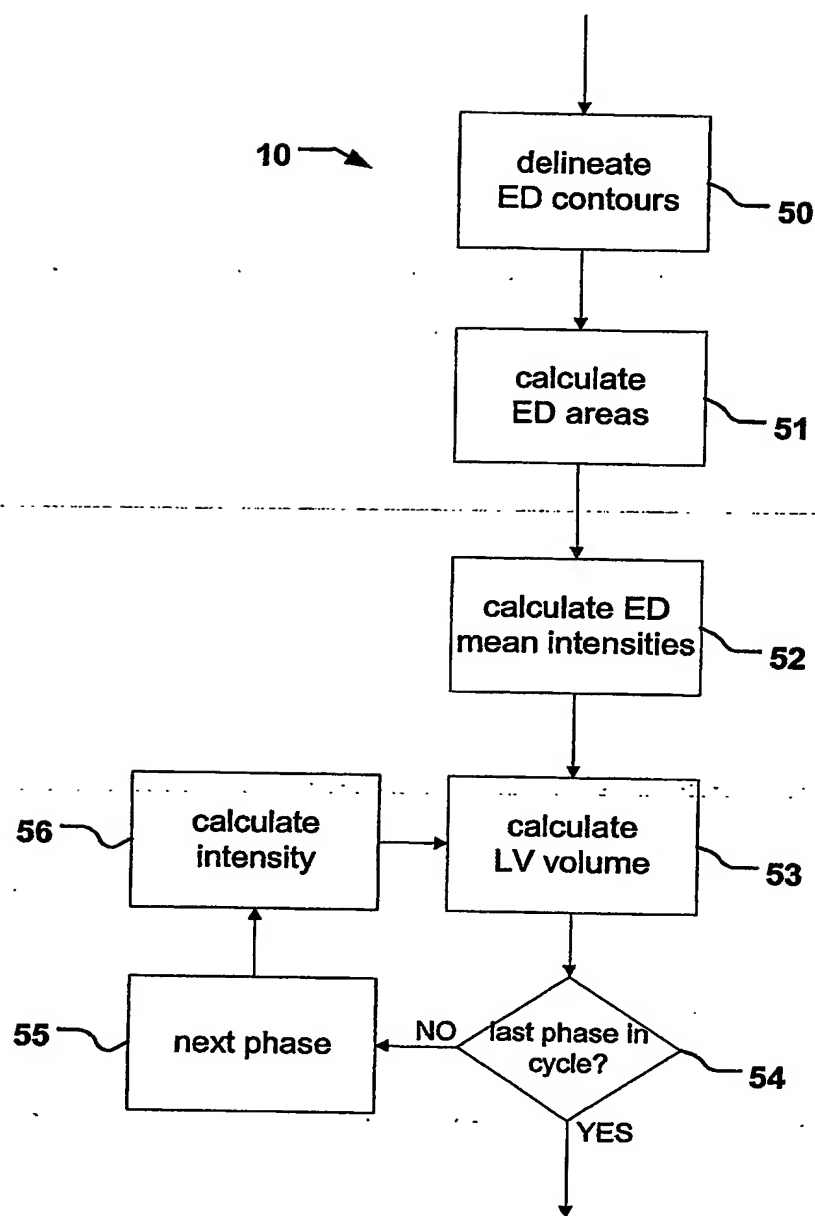 10
delineate
ED contours
50
calculate
ED areas
51
calculate ED
mean intensities
52
56
calculate
intensity
calculate
LV volume
53
55
next phase
NO
last phase in
cycle?
54
YES